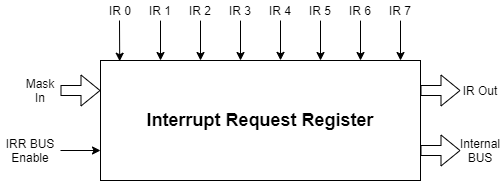 IR 0 IR 1 IR 2 IR 3 IR 4 IR 5 IR 6 IR 7
Mask
In
IRR BUS
Enable
Interrupt Request Register
IR Out
Internal
BUS